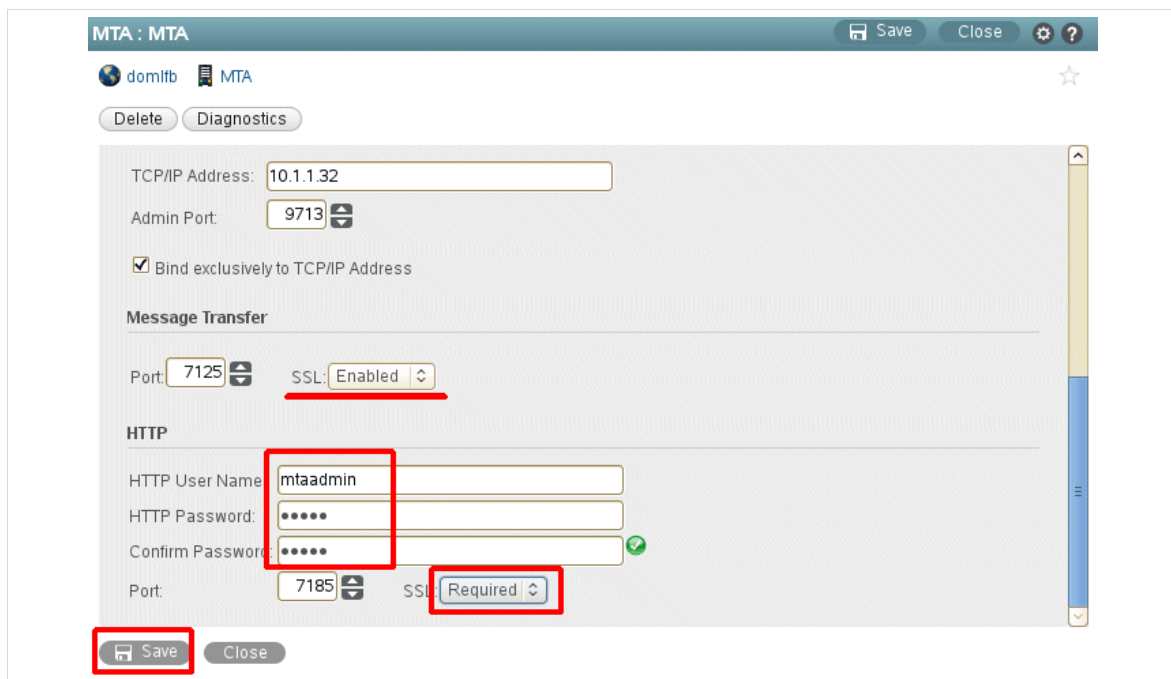 MTA : MTA Save Close ?
domlfb MTA
Delete Diagnostics
TCP/IP Address: 10.1.1.32
Admin Port: 9713
Bind exclusively to TCP/IP Address
Message Transfer
Port: 7125 SSL: Enabled
HTTP
HTTP User Name mtaadmin
HTTP Password: •••••
Confirm Password: •••••
Port: 7185 SSL: Required
Save Close